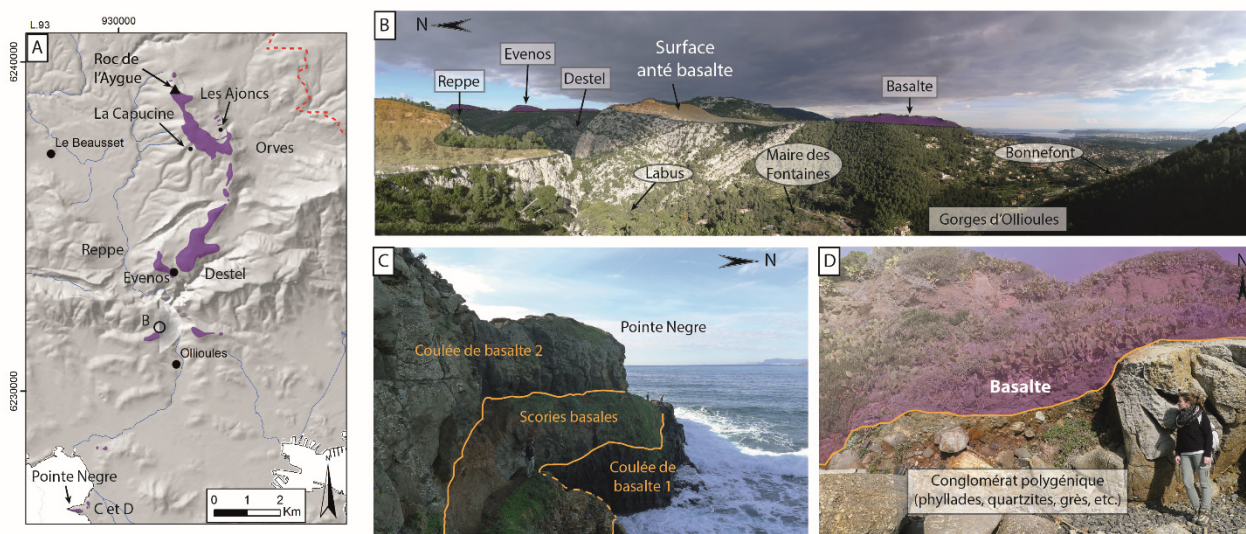 L.93
930000
A
6240000
Roc de
l'Aygue
Les Ajoncs
La Capucine
Le Beausset
Orves
Reppe
Evenos
Destel
B
Ollioules
6230000
Pointe Negre
C et D
0
1
2
Km
B
N
Reppe
Evenos
Destel
Surface
anté basalte
Basalte
Labus
Maire des
Fontaines
Bonnefont
Gorges d'Ollioules
C
N
Pointe Negre
Coulée de basalte 2
Scories basales
Coulée de
basalte 1
D
N
Basalte
Conglomérat polygénique
(phyllades, quartzites, grès, etc.)